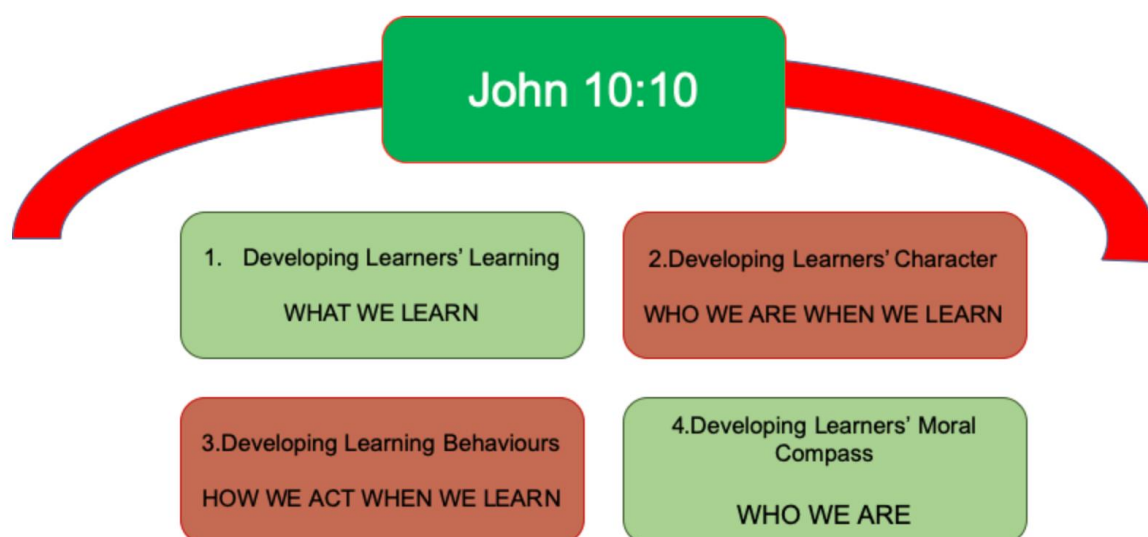 John 10:10
1. Developing Learners' Learning
WHAT WE LEARN
2.Developing Learners' Character
WHO WE ARE WHEN WE LEARN
3.Developing Learning Behaviours
HOW WE ACT WHEN WE LEARN
4.Developing Learners' Moral
Compass
WHO WE ARE